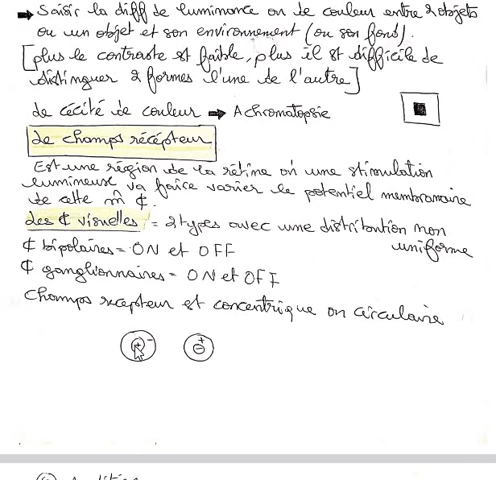 ➡ Saisir la diff de luminance ou de couleur entre 2 objets
ou un objet et son environnement (ou son fond).
[plus le contraste est faible, plus il est difficile de
distinguer 2 formes l'une de l'autre]
de cécité de couleur ➡ Achromatopsie
de champs récépteur
Est une région de la rétine où une stimulation
lumineuse va faire varier le potentiel membranaire
de cette m̂ ¢.
des ¢ visuelles = 2 types avec une distribution non
uniforme
¢ bipolaires = ON et OFF
¢ ganglionnaires = ON et OFF
Champs recepteur est concentrique ou circulaire
- + -